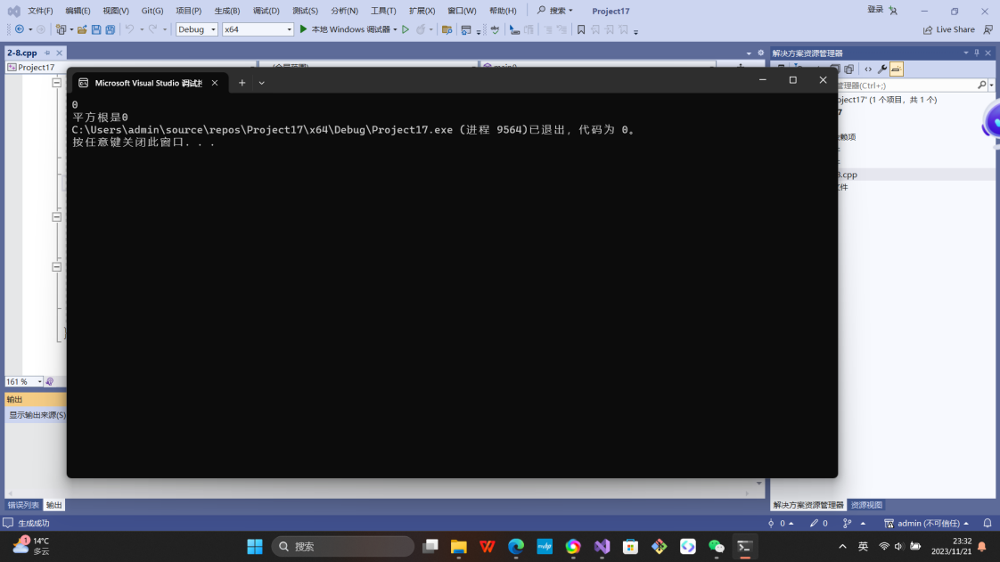 文件(F) 编辑(E) 视图(V) Git(G) 项目(P) 生成(B) 调试(D) 测试(S) 分析(N) 工具(T) 扩展(X) 窗口(W) 帮助(H) 搜索 Project17 登录
Debug x64 本地 Windows 调试器 Live Share
2-8.cpp 解决方案资源管理器
Project17 main()
Microsoft Visual Studio 调试
管理器(Ctrl+;)
oject17' (1 个项目，共 1 个)
7
0
平方根是0
C:\Users\admin\source\repos\Project17\x64\Debug\Project17.exe (进程 9564)已退出，代码为 0。
按任意键关闭此窗口. . .
赖项
8.cpp
文件
161 %
输出
显示输出来源(S)
错误列表 输出 解决方案资源管理器 资源视图
生成成功 0 0 admin (不可信任)
1 14°C
多云
搜索
英
23:32
2023/11/21